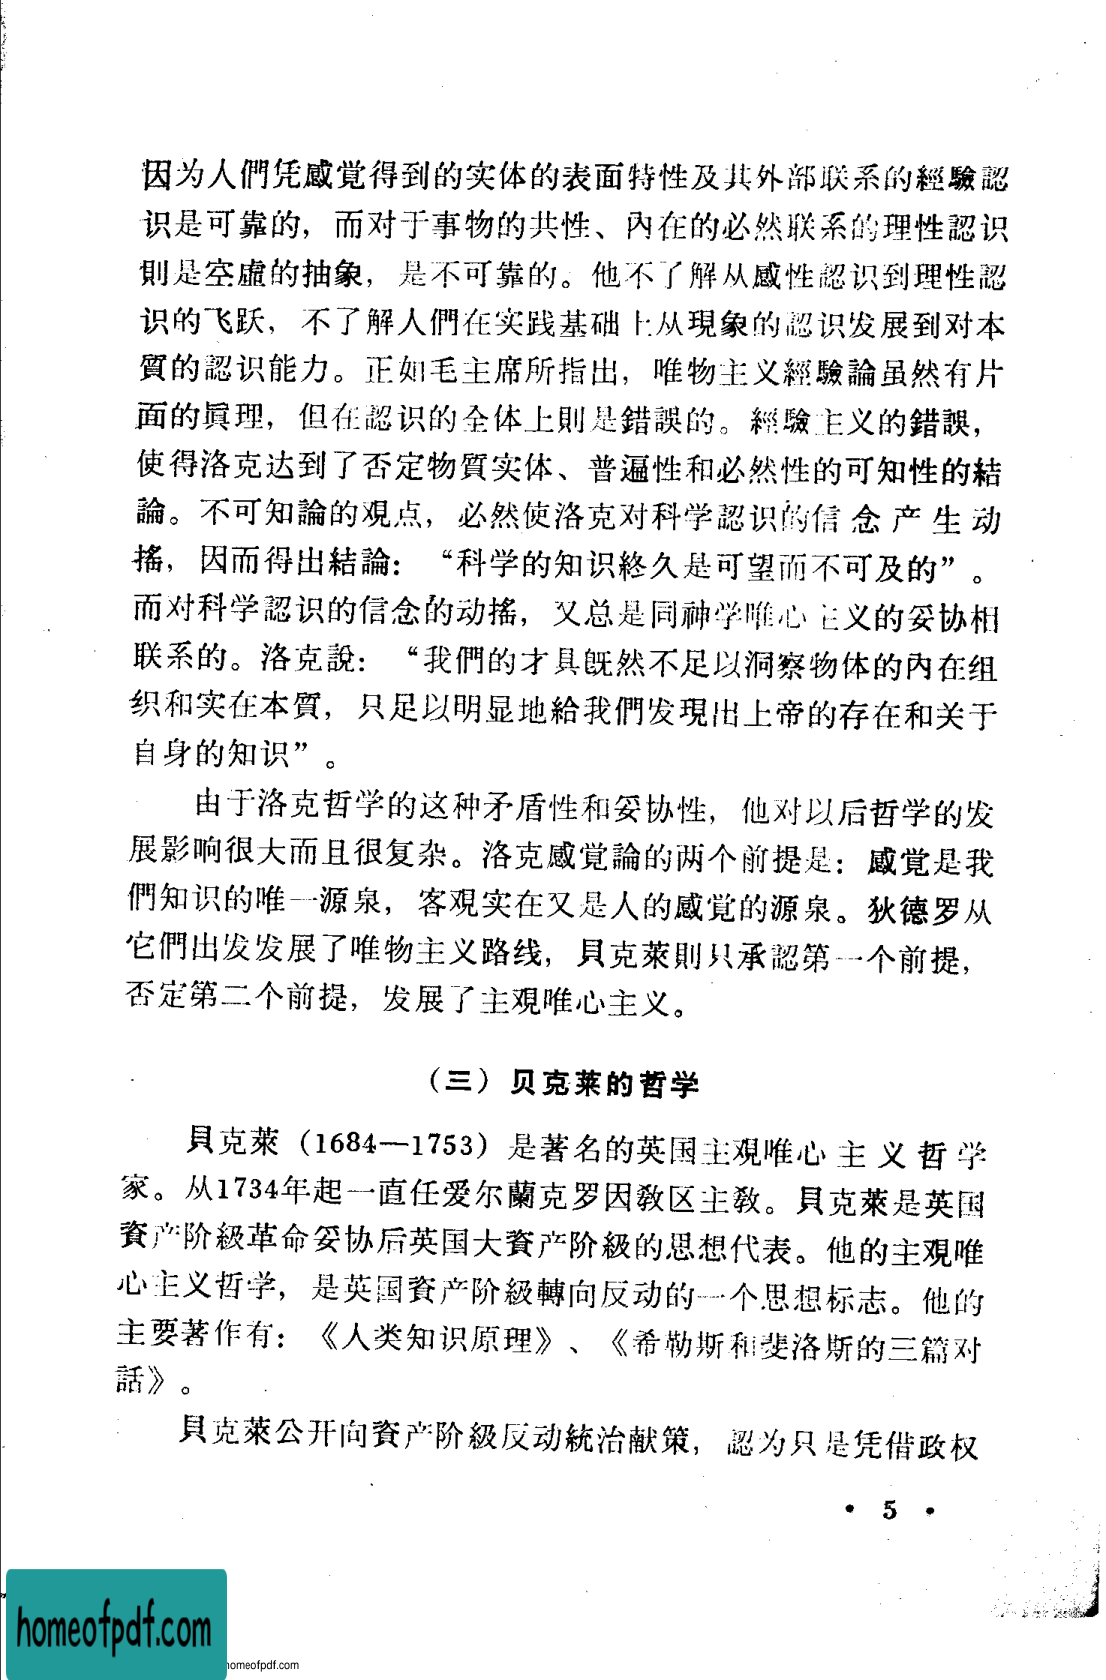 因为人們凭感觉得到的实体的表面特性及其外部联系的經驗認
识是可靠的，而对于事物的共性、内在的必然联系的理性認识
則是空虛的抽象，是不可靠的。他不了解从感性認识到理性認
识的飞跃，不了解人們在实践基础上从現象的認识发展到对本
質的認识能力。正如毛主席所指出，唯物主义經驗論虽然有片
面的眞理，但在認识的全体上則是錯誤的。經驗主义的錯誤，
使得洛克达到了否定物質实体、普遍性和必然性的可知性的結
論。不可知論的观点，必然使洛克对科学認识的信念产生动
搖，因而得出結論：“科学的知识終久是可望而不可及的”。
而对科学認识的信念的动搖，又总是同神学唯心主义的妥协相
联系的。洛克說：“我們的才具旣然不足以洞察物体的内在组
织和实在本質，只足以明显地給我們发現出上帝的存在和关于
自身的知识”。
由于洛克哲学的这种矛盾性和妥协性，他对以后哲学的发
展影响很大而且很复杂。洛克感觉論的两个前提是：感觉是我
們知识的唯一源泉，客观实在又是人的感觉的源泉。狄德罗从
它們出发发展了唯物主义路线，貝克萊則只承認第一个前提，
否定第二个前提，发展了主观唯心主义。
（三）贝克莱的哲学
貝克萊（1684—1753）是著名的英国主观唯心主义哲学
家。从1734年起一直任爱尔蘭克罗因教区主教。貝克萊是英国
資产阶級革命妥协后英国大資产阶級的思想代表。他的主观唯
心主义哲学，是英国資产阶級轉向反动的一个思想标志。他的
主要著作有：《人类知识原理》、《希勒斯和斐洛斯的三篇对
話》。
貝克萊公开向資产阶級反动統治献策，認为只是凭借政权
• 5 •
homeofpdf.com
homeofpdf.com